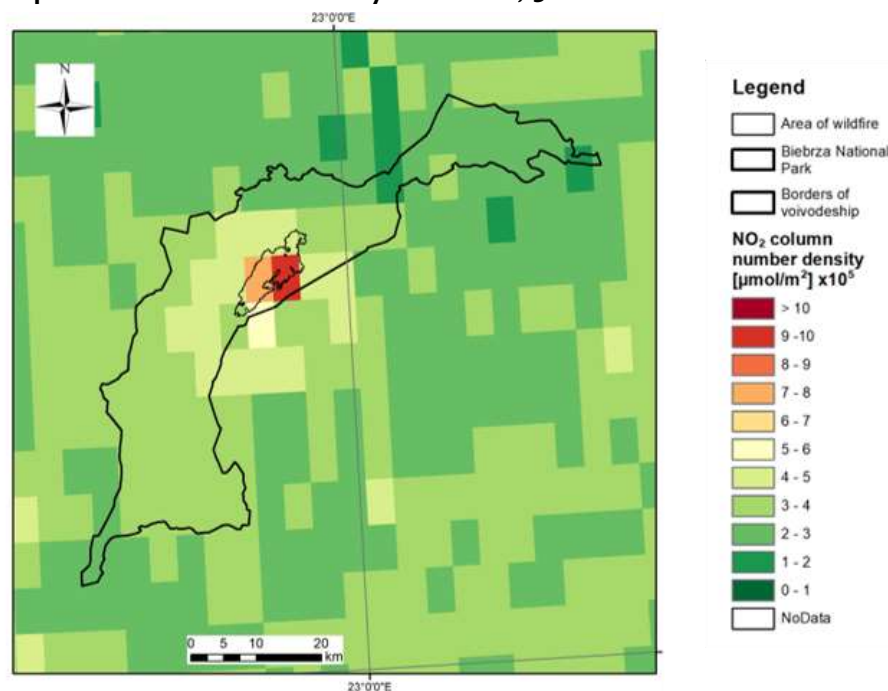 23°0'0"E
N
0 5 10 20
km
23°0'0"E
Legend
Area of wildfire
Biebrza National
Park
Borders of
voivodeship
NO₂ column
number density
[µmol/m²] x10⁵
> 10
9 -10
8 - 9
7 - 8
6 - 7
5 - 6
4 - 5
3 - 4
2 - 3
1 - 2
0 - 1
NoData